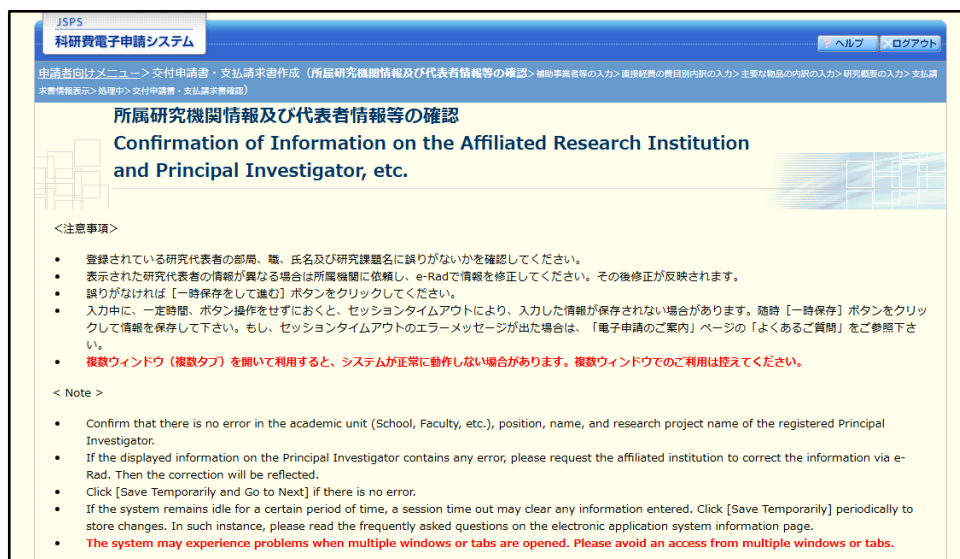 JSPS
科研費電子申請システム
? ヘルプ ログアウト
申請者向けメニュー>交付申請書・支払請求書作成(所属研究機関情報及び代表者情報等の確認>補助事業者等の入力>直接経費の費目別内訳の入力>主要な物品の内訳の入力>研究概要の入力>支払請
求書情報表示>処理中>交付申請書・支払請求書確認)
所属研究機関情報及び代表者情報等の確認
Confirmation of Information on the Affiliated Research Institution
and Principal Investigator, etc.
<注意事項>
• 登録されている研究代表者の部局、職、氏名及び研究課題名に誤りがないかを確認してください。
• 表示された研究代表者の情報が異なる場合は所属機関に依頼し、e-Radで情報を修正してください。その後修正が反映されます。
• 誤りがなければ[一時保存をして進む]ボタンをクリックしてください。
• 入力中に、一定時間、ボタン操作をせずにおくと、セッションタイムアウトにより、入力した情報が保存されない場合があります。随時[一時保存]ボタンをクリッ
クして情報を保存して下さい。もし、セッションタイムアウトのエラーメッセージが出た場合は、「電子申請のご案内」ページの「よくあるご質問」をご参照下さ
い。
• 複数ウィンドウ(複数タブ)を開いて利用すると、システムが正常に動作しない場合があります。複数ウィンドウでのご利用は控えてください。
< Note >
• Confirm that there is no error in the academic unit (School, Faculty, etc.), position, name, and research project name of the registered Principal
Investigator.
• If the displayed information on the Principal Investigator contains any error, please request the affiliated institution to correct the information via e-
Rad. Then the correction will be reflected.
• Click [Save Temporarily and Go to Next] if there is no error.
• If the system remains idle for a certain period of time, a session time out may clear any information entered. Click [Save Temporarily] periodically to
store changes. In such instance, please read the frequently asked questions on the electronic application system information page.
• The system may experience problems when multiple windows or tabs are opened. Please avoid an access from multiple windows or tabs.